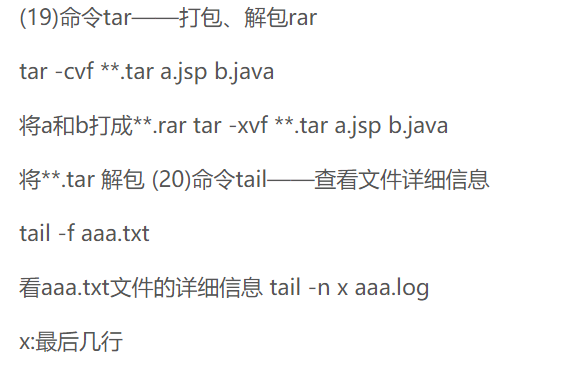 (19)命令tar——打包、解包rar
tar -cvf **.tar a.jsp b.java
将a和b打成**.rar tar -xvf **.tar a.jsp b.java
将**.tar 解包 (20)命令tail——查看文件详细信息
tail -f aaa.txt
看aaa.txt文件的详细信息 tail -n x aaa.log
x:最后几行